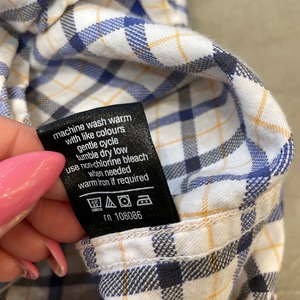 machine wash warm
with like colours
gentle cycle
tumble dry low
use non-chlorine bleach
when needed
warm iron if required
rn 108086